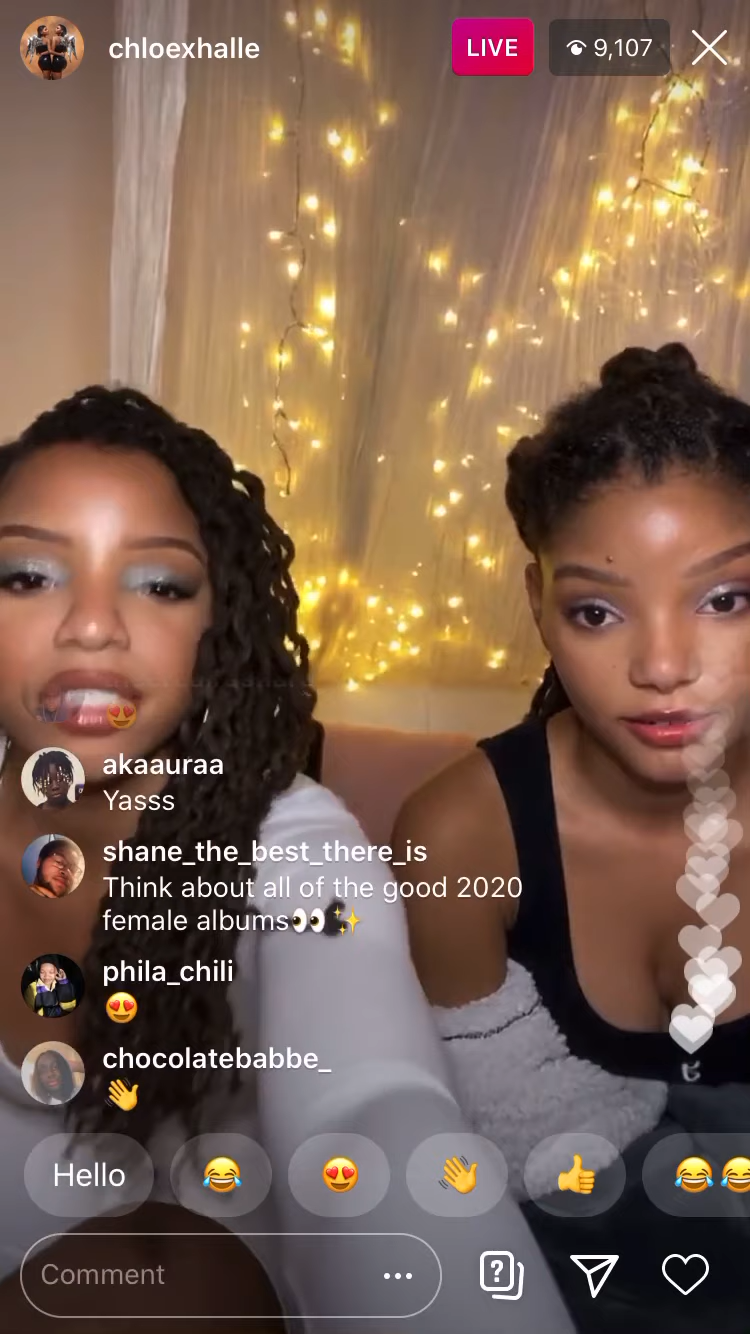 chloexhalle
LIVE
9,107
😍
akaauraa
Yasss
shane_the_best_there_is
Think about all of the good 2020
female albums👀✨
phila_chili
😍
chocolatebabbe_
👋
Hello
😂
😍
👋
👍
😂😂
Comment